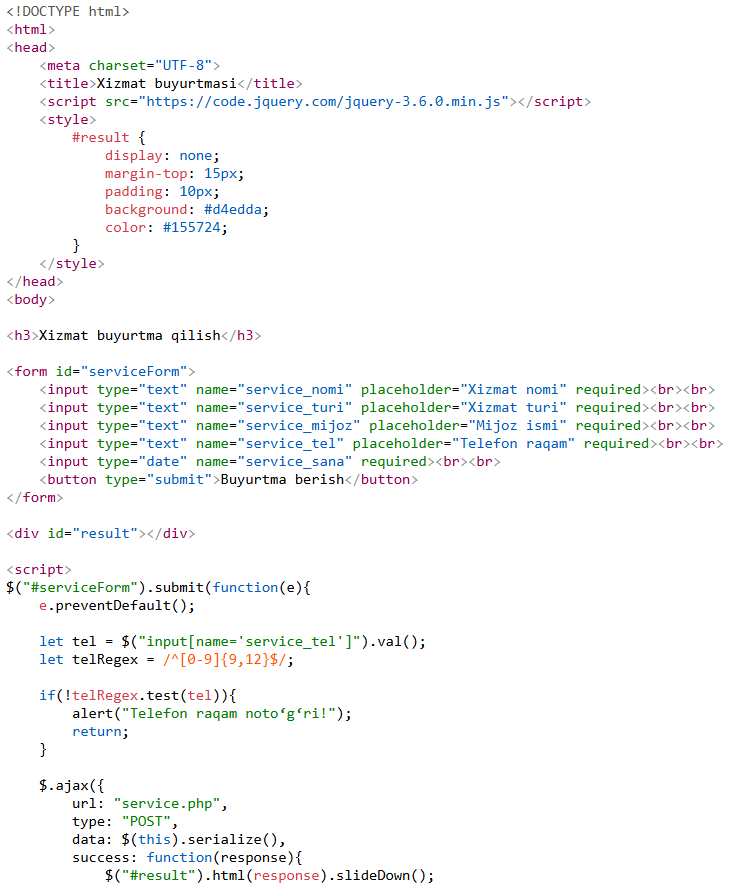 <!DOCTYPE html>
<html>
<head>
    <meta charset="UTF-8">
    <title>Xizmat buyurtmasi</title>
    <script src="https://code.jquery.com/jquery-3.6.0.min.js"></script>
    <style>
        #result {
            display: none;
            margin-top: 15px;
            padding: 10px;
            background: #d4edda;
            color: #155724;
        }
    </style>
</head>
<body>

<h3>Xizmat buyurtma qilish</h3>

<form id="serviceForm">
    <input type="text" name="service_nomi" placeholder="Xizmat nomi" required><br><br>
    <input type="text" name="service_turi" placeholder="Xizmat turi" required><br><br>
    <input type="text" name="service_mijoz" placeholder="Mijoz ismi" required><br><br>
    <input type="text" name="service_tel" placeholder="Telefon raqam" required><br><br>
    <input type="date" name="service_sana" required><br><br>
    <button type="submit">Buyurtma berish</button>
</form>

<div id="result"></div>

<script>
$("#serviceForm").submit(function(e){
    e.preventDefault();

    let tel = $("input[name='service_tel']").val();
    let telRegex = /^[0-9]{9,12}$/;

    if(!telRegex.test(tel)){
        alert("Telefon raqam noto‘g‘ri!");
        return;
    }

    $.ajax({
        url: "service.php",
        type: "POST",
        data: $(this).serialize(),
        success: function(response){
            $("#result").html(response).slideDown();